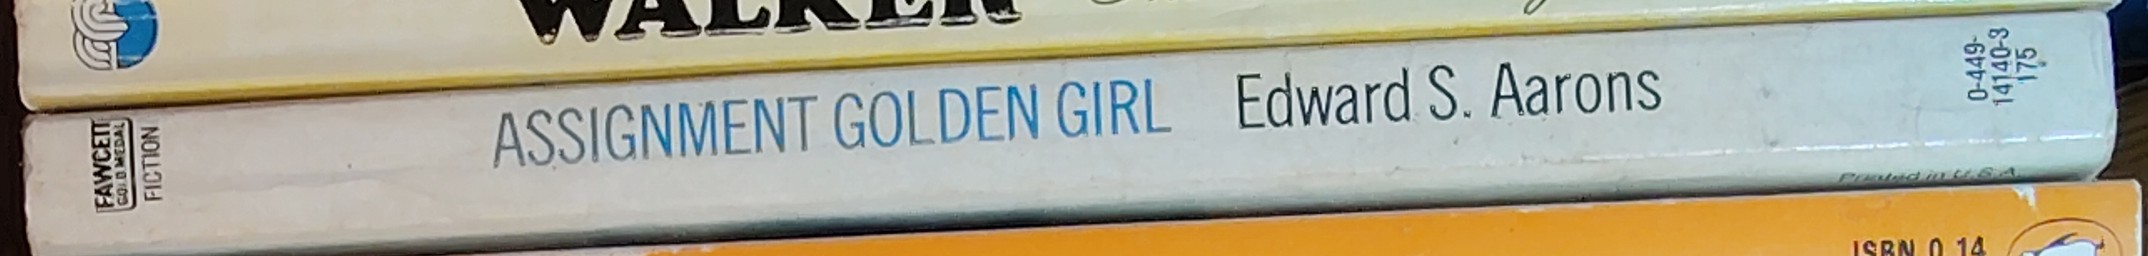 WALKER
FAWCETT
GOLD MEDAL
FICTION
ASSIGNMENT GOLDEN GIRL Edward S. Aarons
0-449-
14140-3
175
Printed in U.S.A.
ISBN 0 14